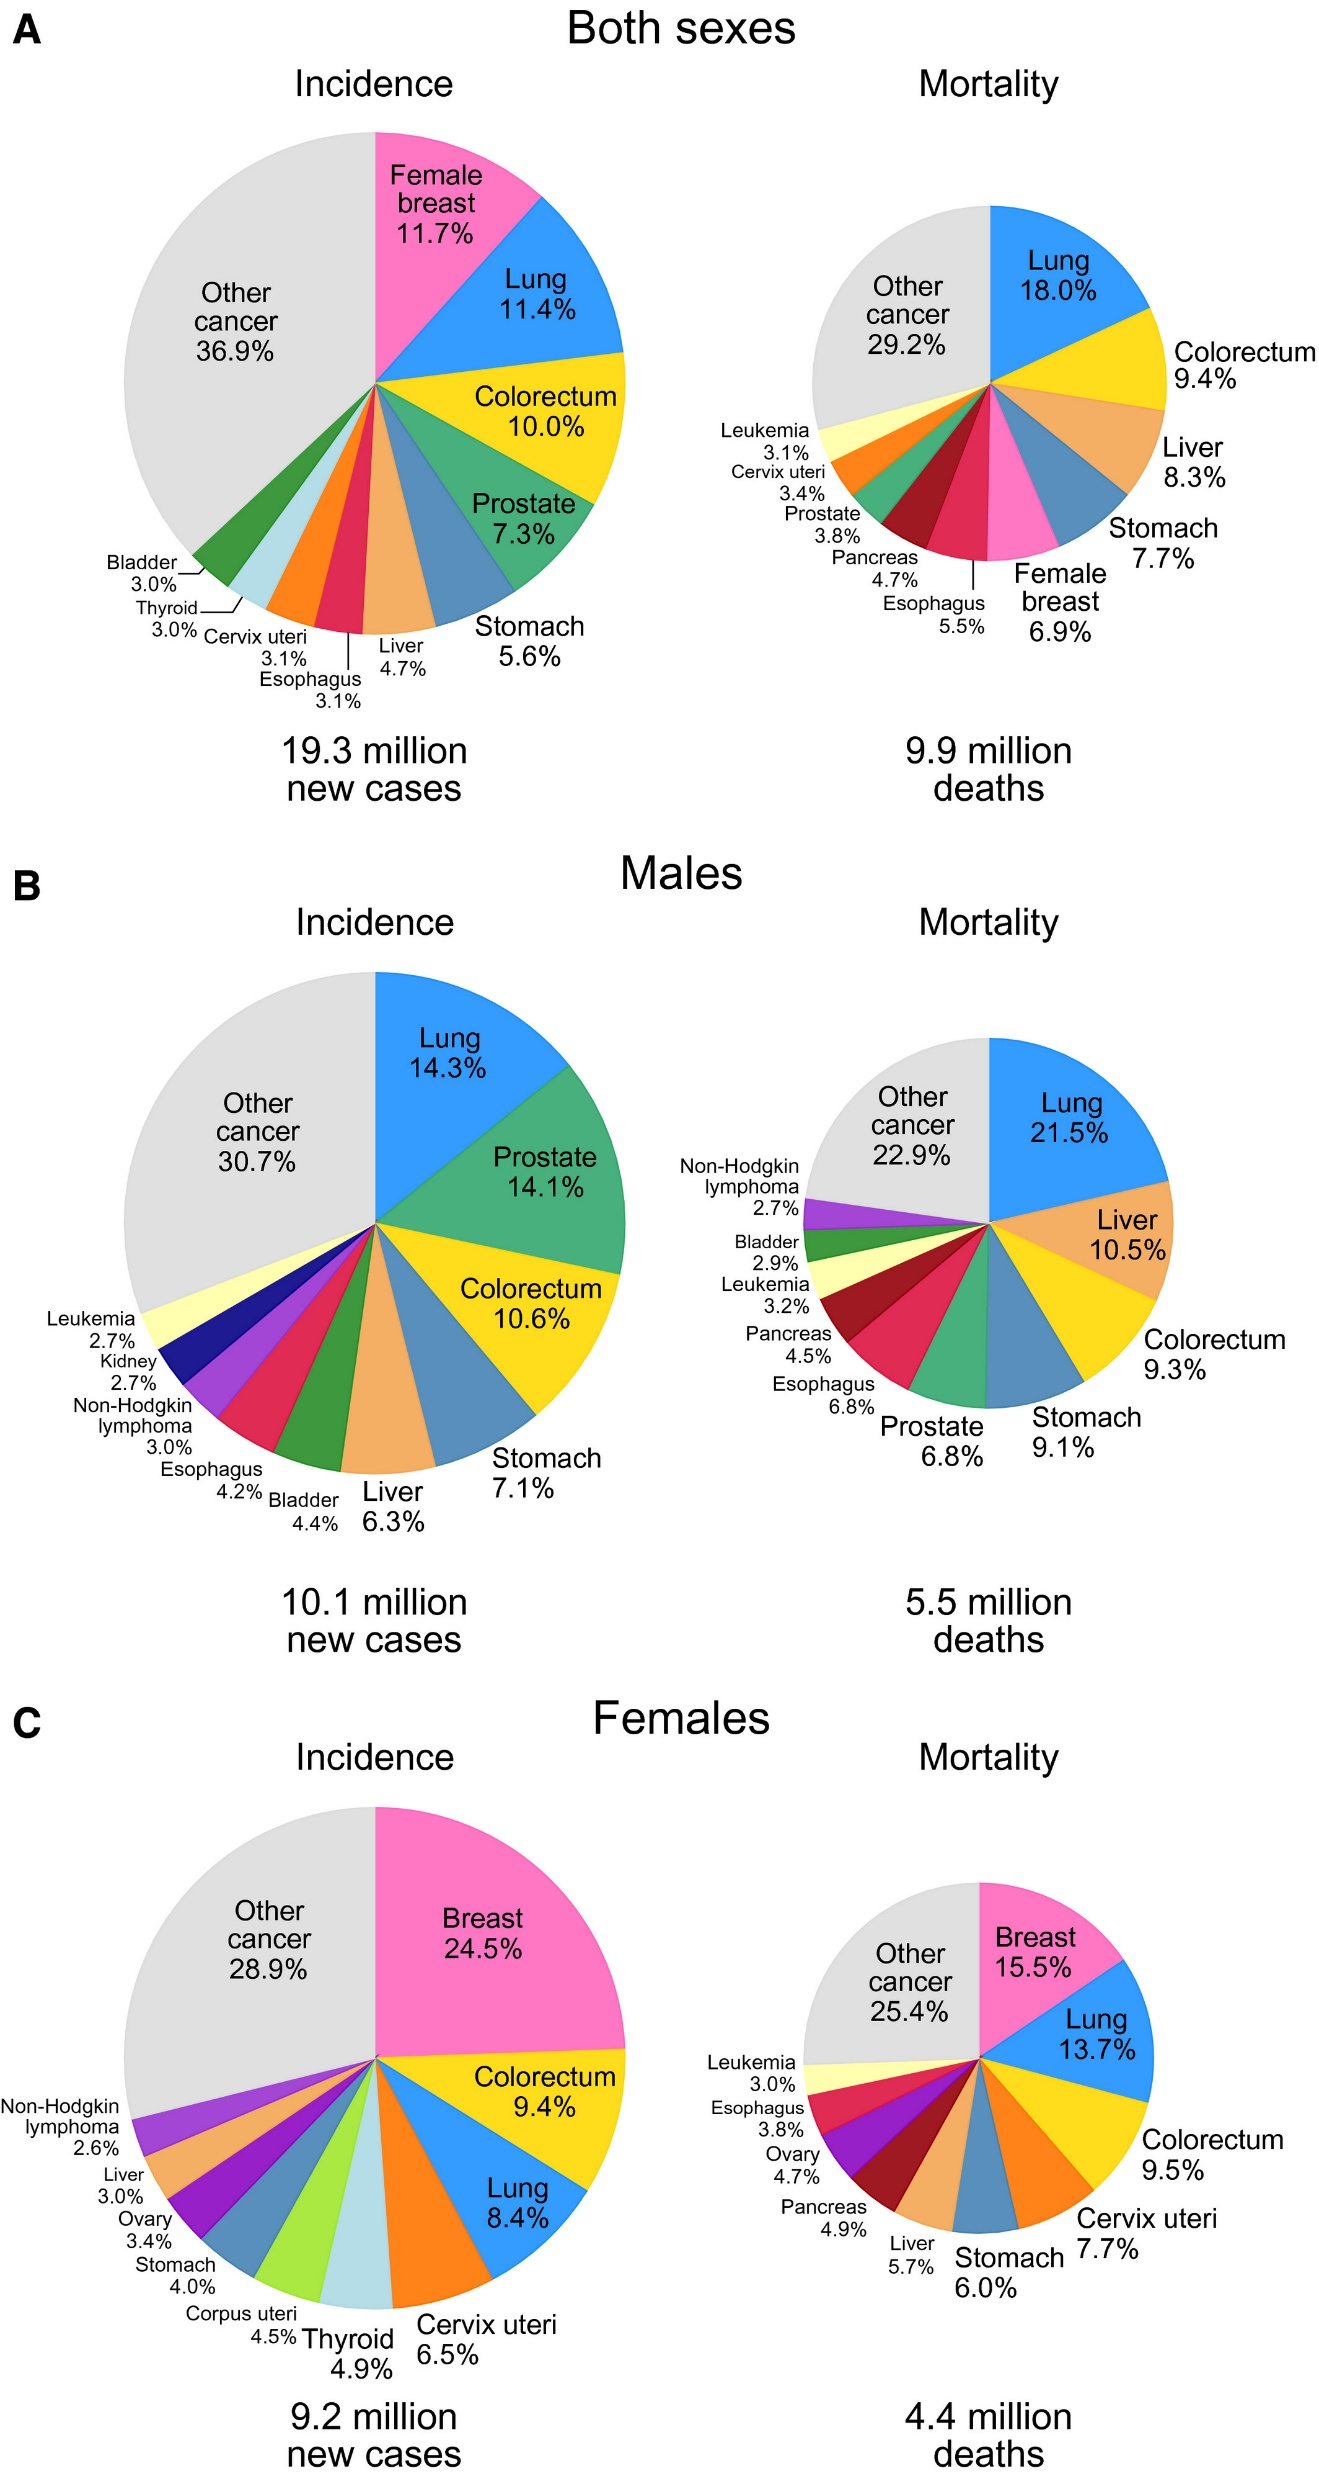 A
Both sexes
Incidence
Mortality
Female
breast
11.7%
Lung
11.4%
Colorectum
10.0%
Prostate
7.3%
Stomach
5.6%
Liver
4.7%
Esophagus
3.1%
Cervix uteri
3.1%
Thyroid
3.0%
Bladder
3.0%
Other
cancer
36.9%
19.3 million
new cases
Lung
18.0%
Colorectum
9.4%
Liver
8.3%
Stomach
7.7%
Female
breast
6.9%
Esophagus
5.5%
Pancreas
4.7%
Prostate
3.8%
Cervix uteri
3.4%
Leukemia
3.1%
Other
cancer
29.2%
9.9 million
deaths
B
Males
Incidence
Mortality
Lung
14.3%
Prostate
14.1%
Colorectum
10.6%
Stomach
7.1%
Liver
6.3%
Bladder
4.4%
Esophagus
4.2%
Non-Hodgkin
lymphoma
3.0%
Kidney
2.7%
Leukemia
2.7%
Other
cancer
30.7%
10.1 million
new cases
Lung
21.5%
Liver
10.5%
Colorectum
9.3%
Stomach
9.1%
Prostate
6.8%
Esophagus
6.8%
Pancreas
4.5%
Leukemia
3.2%
Bladder
2.9%
Non-Hodgkin
lymphoma
2.7%
Other
cancer
22.9%
5.5 million
deaths
C
Females
Incidence
Mortality
Breast
24.5%
Colorectum
9.4%
Lung
8.4%
Cervix uteri
6.5%
Thyroid
4.9%
Corpus uteri
4.5%
Stomach
4.0%
Ovary
3.4%
Liver
3.0%
Non-Hodgkin
lymphoma
2.6%
Other
cancer
28.9%
9.2 million
new cases
Breast
15.5%
Lung
13.7%
Colorectum
9.5%
Cervix uteri
7.7%
Stomach
6.0%
Liver
5.7%
Pancreas
4.9%
Ovary
4.7%
Esophagus
3.8%
Leukemia
3.0%
Other
cancer
25.4%
4.4 million
deaths